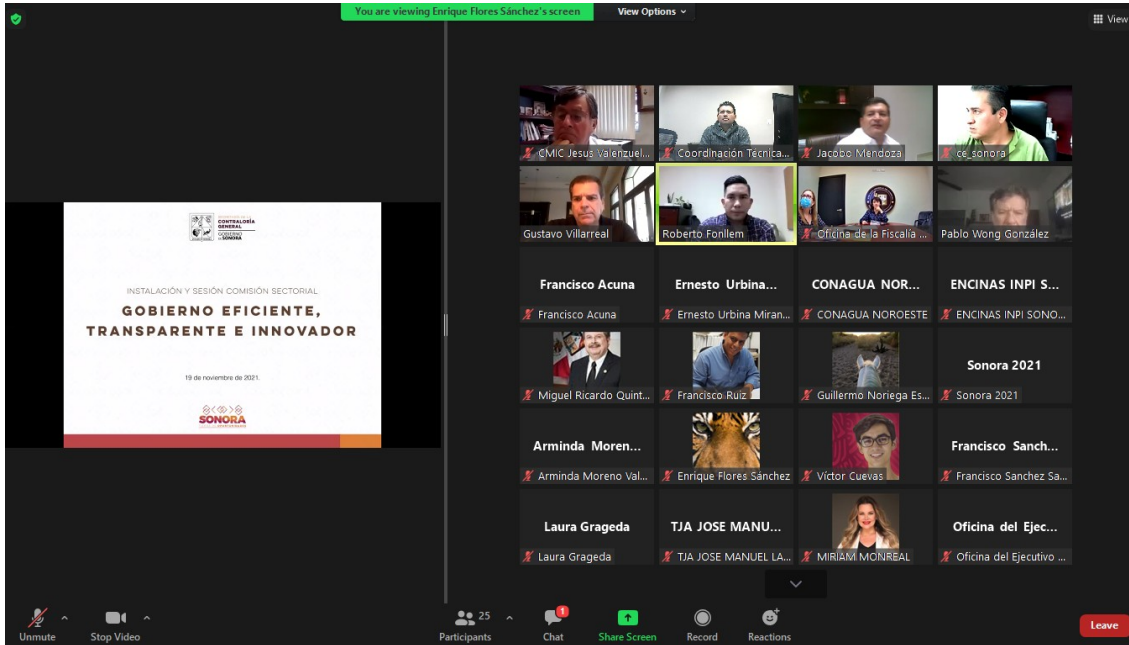 You are viewing Enrique Flores Sánchez's screen
View Options
View
CONTRALORÍA
GENERAL
GOBIERNO
DE SONORA
INSTALACIÓN Y SESIÓN COMISIÓN SECTORIAL
GOBIERNO EFICIENTE,
TRANSPARENTE E INNOVADOR
19 de noviembre de 2021.
SONORA
CMIC Jesus Valenzuel...
Coordinación Técnica...
Jacobo Mendoza
ce_sonora
Gustavo Villarreal
Roberto Fonllem
Oficina de la Fiscalía ...
Pablo Wong González
Francisco Acuna
Ernesto Urbina...
CONAGUA NOR...
ENCINAS INPI S...
Francisco Acuna
Ernesto Urbina Miran...
CONAGUA NOROESTE
ENCINAS INPI SONO...
Miguel Ricardo Quint...
Francisco Ruiz
Guillermo Noriega Es...
Sonora 2021
Sonora 2021
Arminda Moren...
Francisco Sanch...
Arminda Moreno Val...
Enrique Flores Sánchez
Víctor Cuevas
Francisco Sanchez Sa...
Laura Grageda
TJA JOSE MANU...
Oficina del Ejec...
Laura Grageda
TJA JOSE MANUEL LA...
MIRIAM MONREAL
Oficina del Ejecutivo ...
Unmute
Stop Video
25
Participants
1
Chat
Share Screen
Record
Reactions
Leave